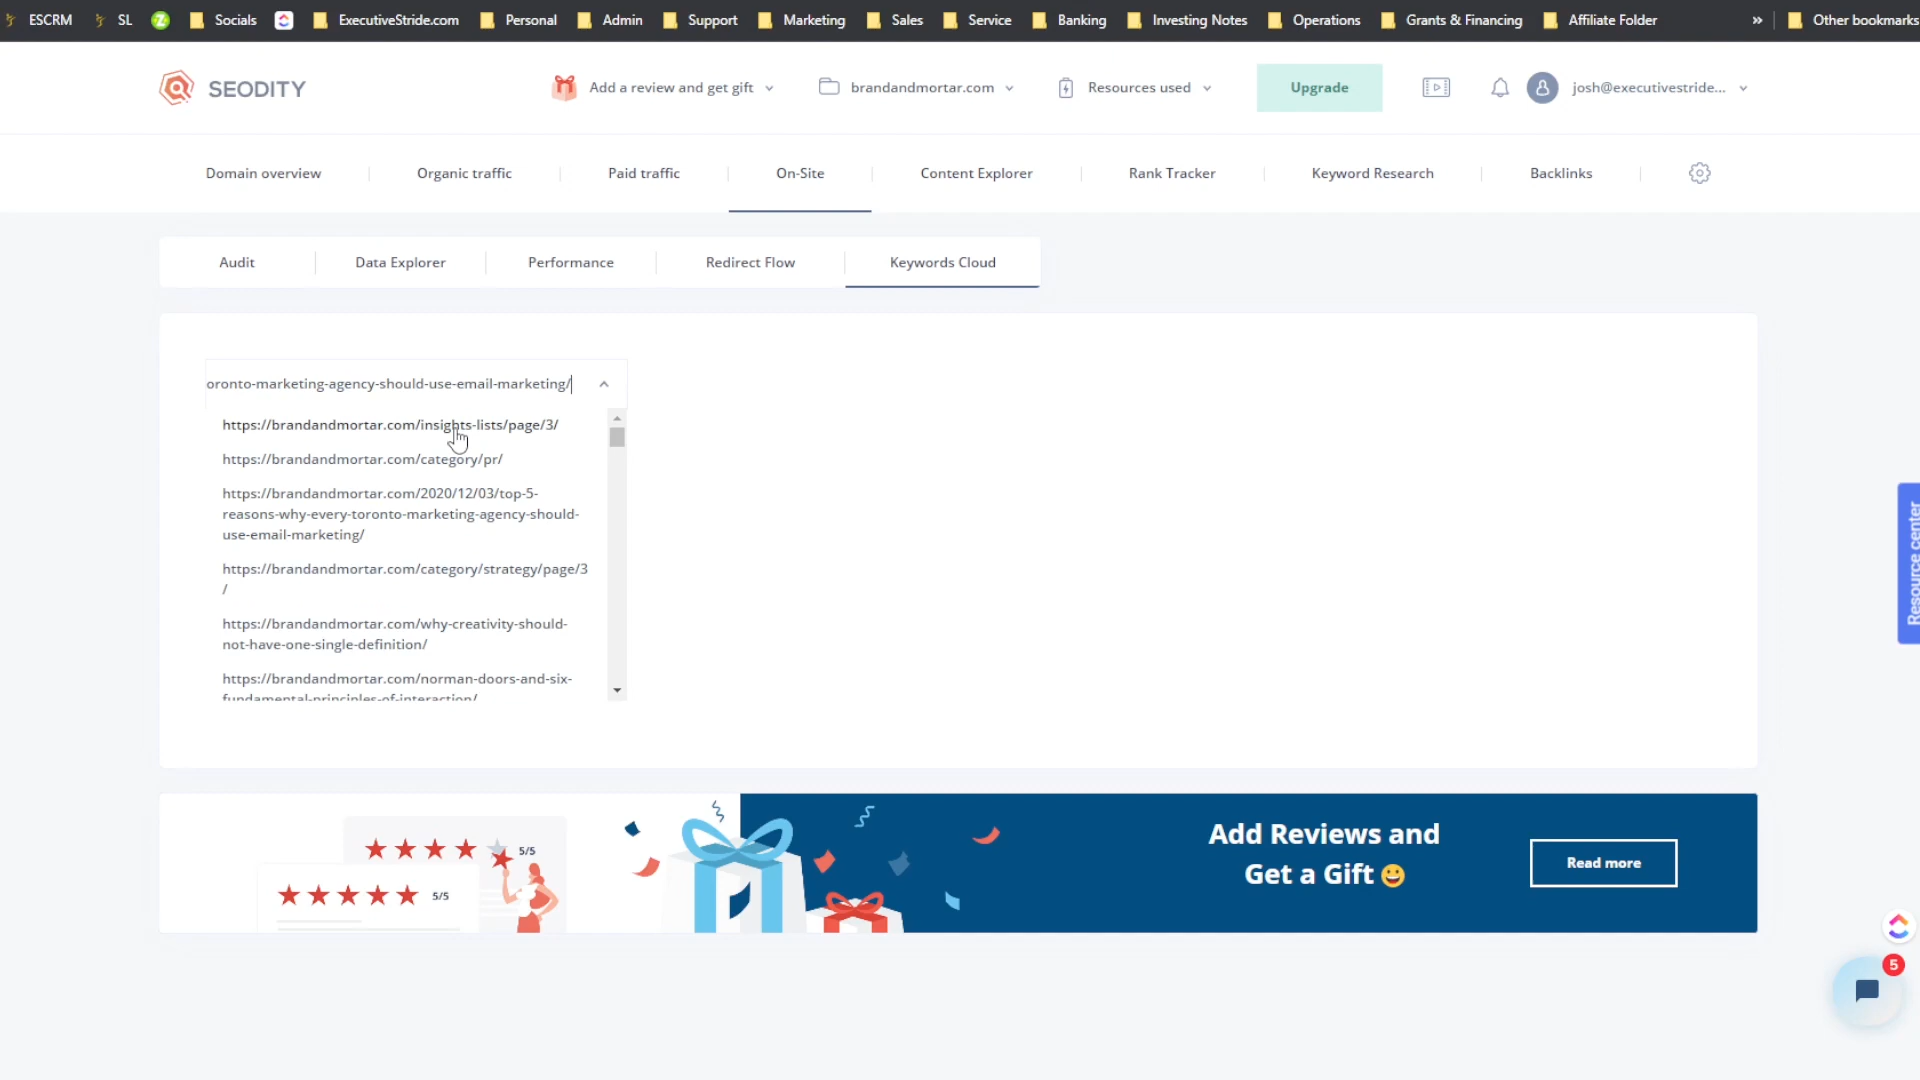 ESCRM SL Socials ExecutiveStride.com Personal Admin Support Marketing Sales Service Banking Investing Notes Operations Grants & Financing Affiliate Folder » Other bookmarks
SEODITY Add a review and get gift brandandmortar.com Resources used Upgrade josh@executivestride...
Domain overview Organic traffic Paid traffic On-Site Content Explorer Rank Tracker Keyword Research Backlinks
Audit Data Explorer Performance Redirect Flow Keywords Cloud
oronto-marketing-agency-should-use-email-marketing/
https://brandandmortar.com/insights-lists/page/3/
https://brandandmortar.com/category/pr/
https://brandandmortar.com/2020/12/03/top-5-
reasons-why-every-toronto-marketing-agency-should-
use-email-marketing/
https://brandandmortar.com/category/strategy/page/3
/
https://brandandmortar.com/why-creativity-should-
not-have-one-single-definition/
https://brandandmortar.com/norman-doors-and-six-
fundamental-principles-of-interaction/
Resource center
5/5
5/5
Add Reviews and
Get a Gift 😀
Read more
5